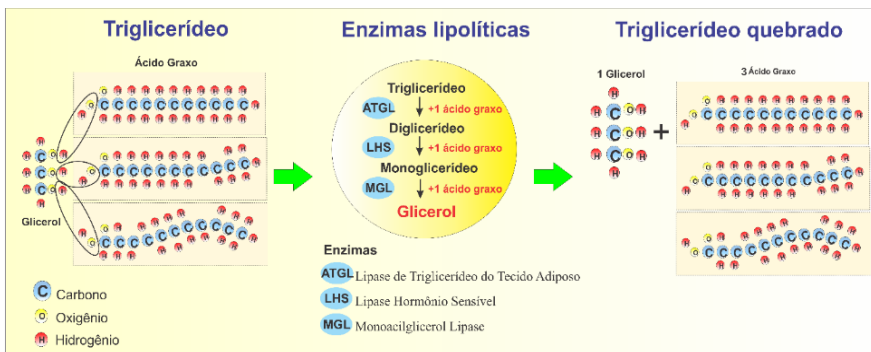 Triglicerídeo
Ácido Graxo
Glicerol
C Carbono
O Oxigênio
H Hidrogênio
Enzimas lipolíticas
Triglicerídeo
ATGL +1 ácido graxo
Diglicerídeo
LHS +1 ácido graxo
Monoglicerídeo
MGL +1 ácido graxo
Glicerol
Enzimas
ATGL Lipase de Triglicerídeo do Tecido Adiposo
LHS Lipase Hormônio Sensível
MGL Monoacilglicerol Lipase
Triglicerídeo quebrado
1 Glicerol
+
3 Ácido Graxo